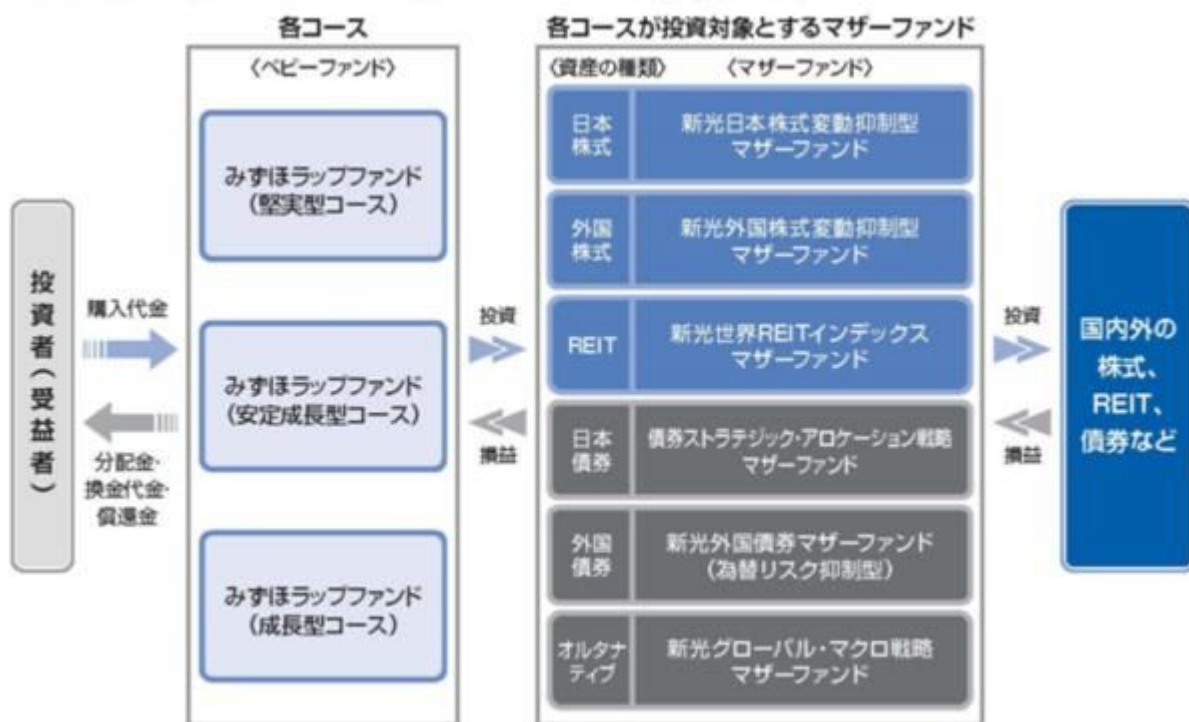 各コース
〈ベビーファンド〉
みずほラップファンド
（堅実型コース）
みずほラップファンド
（安定成長型コース）
みずほラップファンド
（成長型コース）
各コースが投資対象とするマザーファンド
〈資産の種類〉 〈マザーファンド〉
日本
株式
新光日本株式変動抑制型
マザーファンド
外国
株式
新光外国株式変動抑制型
マザーファンド
REIT
新光世界REITインデックス
マザーファンド
日本
債券
債券ストラテジック・アロケーション戦略
マザーファンド
外国
債券
新光外国債券マザーファンド
（為替リスク抑制型）
オルタナ
ティブ
新光グローバル・マクロ戦略
マザーファンド
投資者（受益者）
購入代金
分配金・
換金代金・
償還金
投資
損益
投資
損益
国内外の
株式、
REIT、
債券など